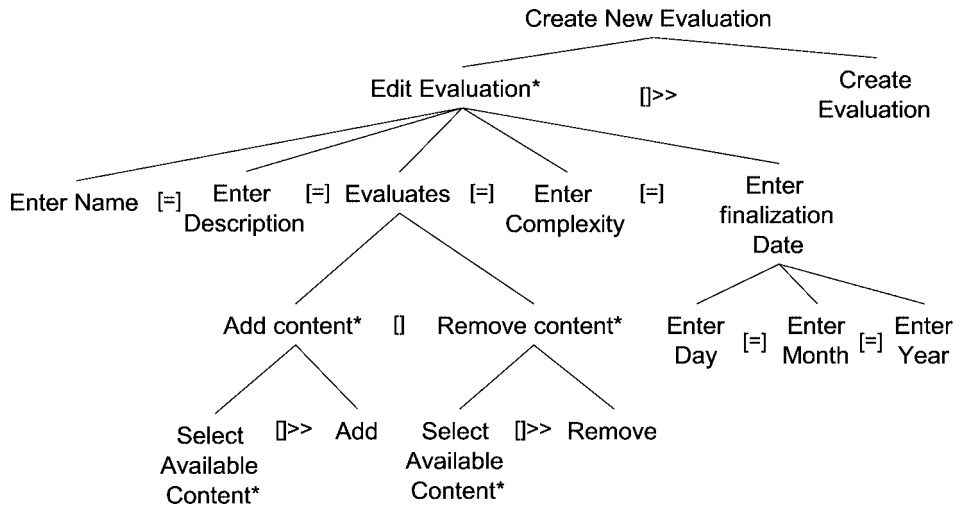 Create New Evaluation
Edit Evaluation*
[]>>
Create
Evaluation
Enter Name
[=]
Enter
Description
[=]
Evaluates
[=]
Enter
Complexity
[=]
Enter
finalization
Date
Add content*
[]
Remove content*
Enter
Day
[=]
Enter
Month
[=]
Enter
Year
Select
Available
Content*
[]>>
Add
Select
Available
Content*
[]>>
Remove